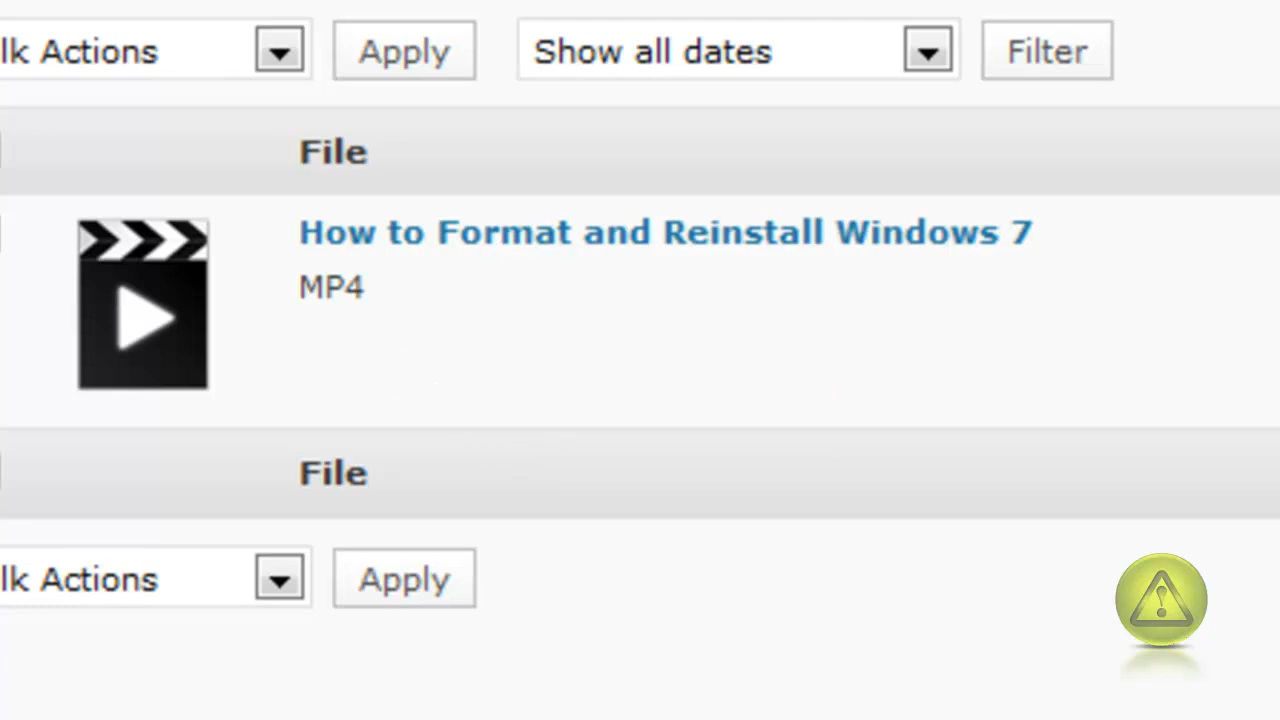 lk Actions Apply Show all dates Filter
File
How to Format and Reinstall Windows 7
MP4
File
lk Actions Apply